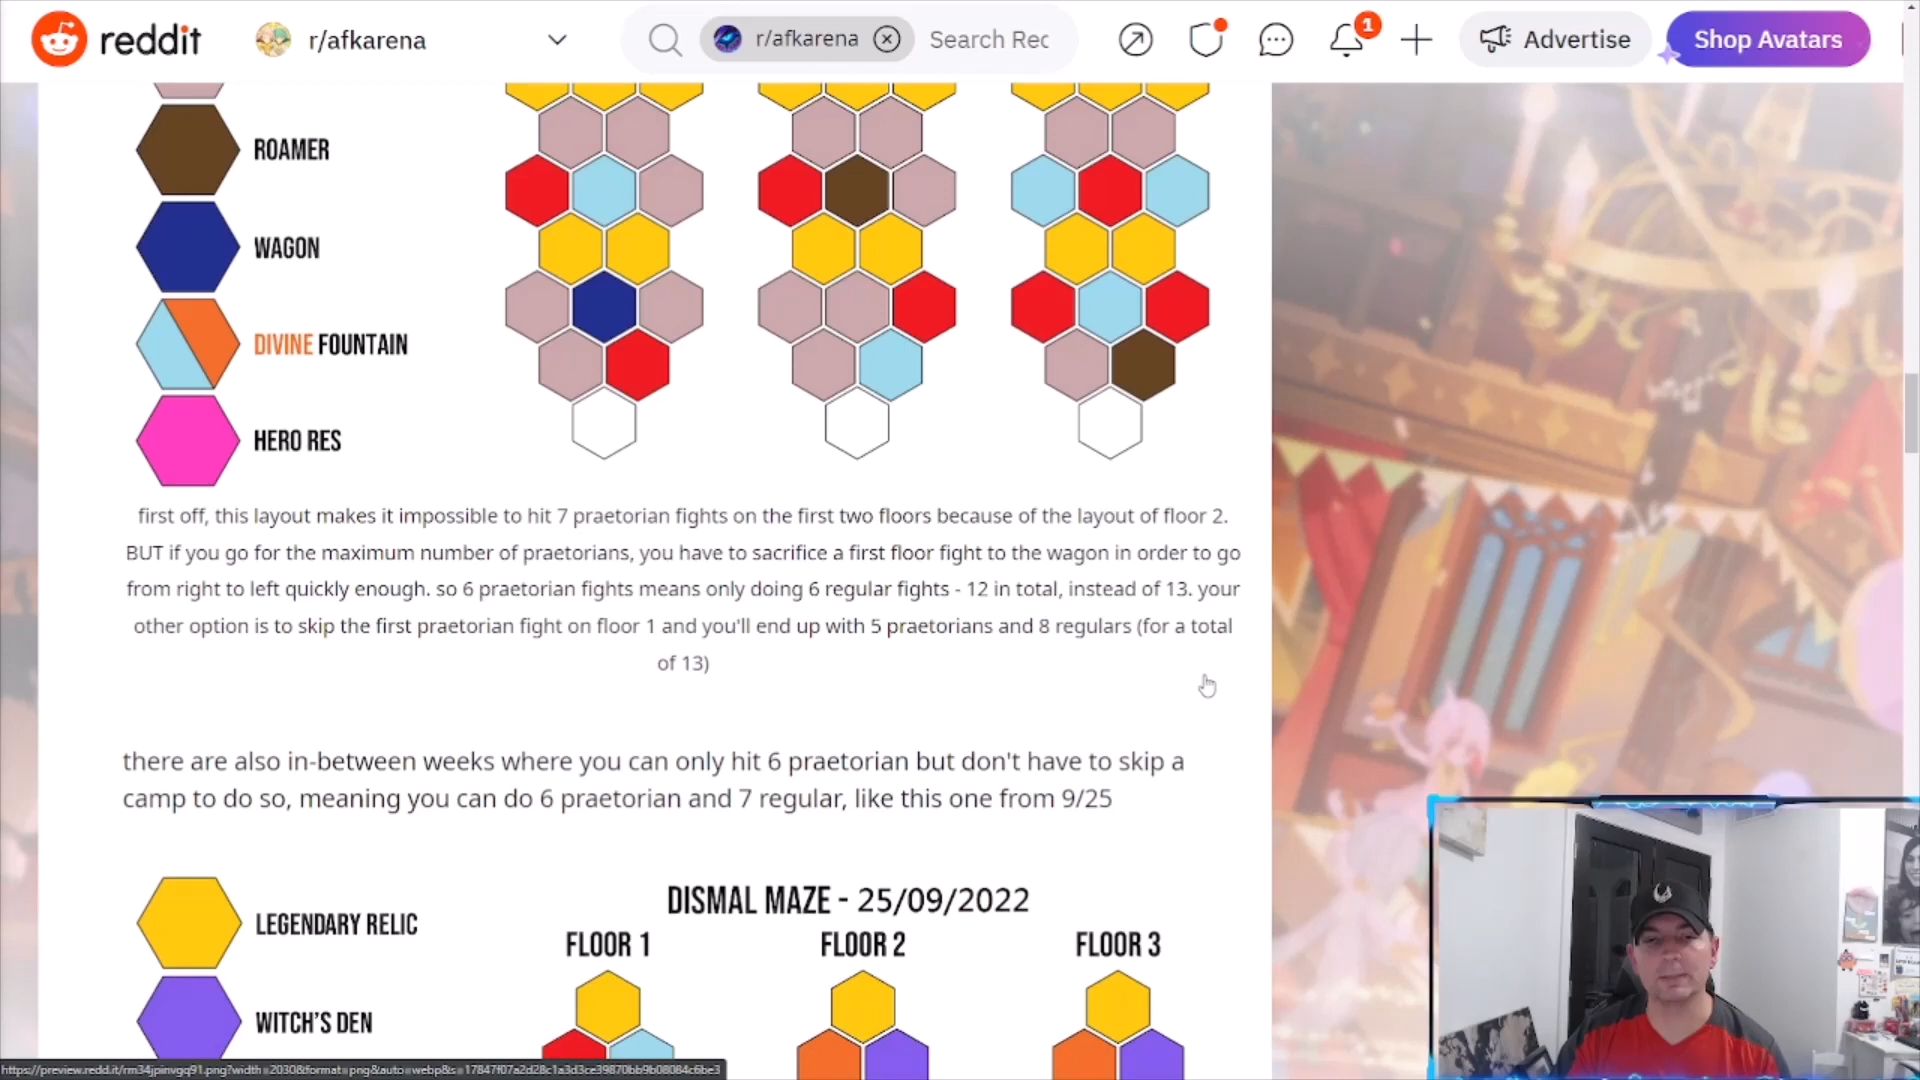 reddit
r/afkarena
r/afkarena
Search Rec
1
Advertise
Shop Avatars
ROAMER
WAGON
DIVINE FOUNTAIN
HERO RES
first off, this layout makes it impossible to hit 7 praetorian fights on the first two floors because of the layout of floor 2.
BUT if you go for the maximum number of praetorians, you have to sacrifice a first floor fight to the wagon in order to go
from right to left quickly enough. so 6 praetorian fights means only doing 6 regular fights - 12 in total, instead of 13. your
other option is to skip the first praetorian fight on floor 1 and you'll end up with 5 praetorians and 8 regulars (for a total
of 13)
there are also in-between weeks where you can only hit 6 praetorian but don't have to skip a
camp to do so, meaning you can do 6 praetorian and 7 regular, like this one from 9/25
DISMAL MAZE - 25/09/2022
LEGENDARY RELIC
FLOOR 1
FLOOR 2
FLOOR 3
WITCH'S DEN